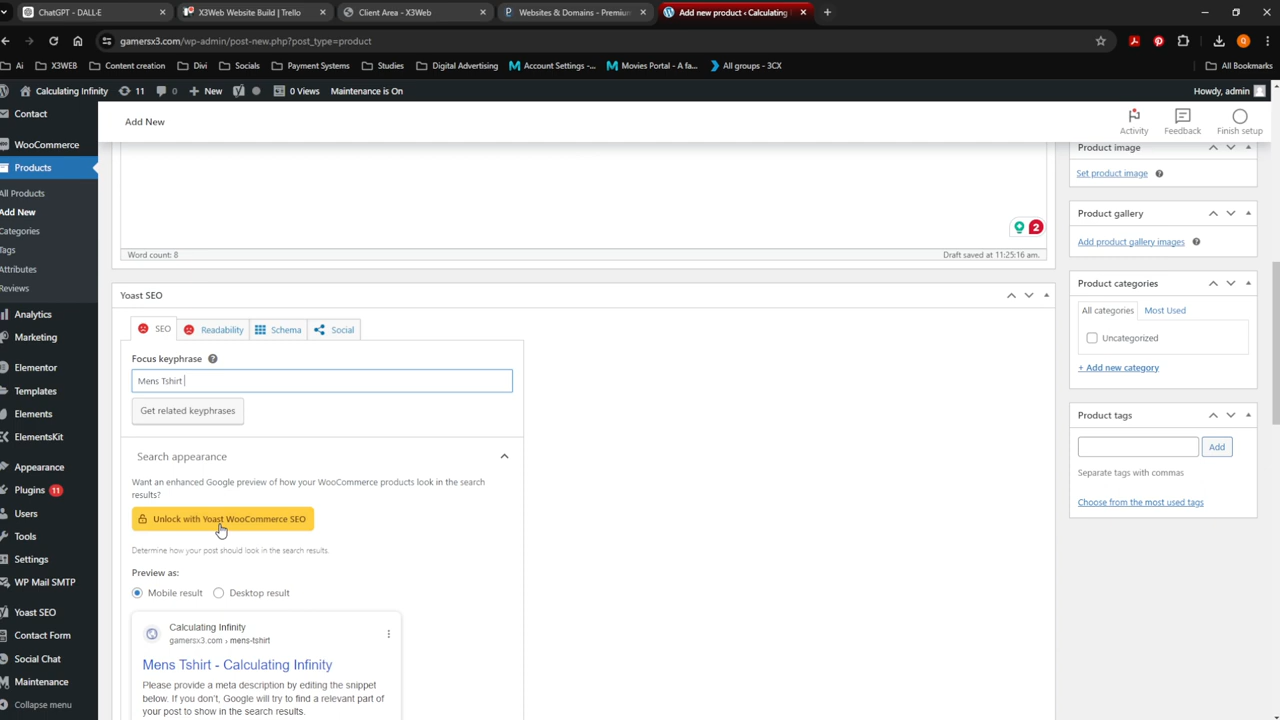 ChatGPT - DALL-E
X3Web Website Build | Trello
Client Area - X3Web
Websites & Domains - Premium
Add new product ‹ Calculating
gamersx3.com/wp-admin/post-new.php?post_type=product
Ai
X3WEB
Content creation
Divi
Socials
Payment Systems
Studies
Digital Advertising
Account Settings -...
Movies Portal - A fa...
All groups - 3CX
All Bookmarks
Calculating Infinity
11
0
New
0 Views
Maintenance is On
Howdy, admin
Contact
WooCommerce
Products
All Products
Add New
Categories
Tags
Attributes
Reviews
Analytics
Marketing
Elementor
Templates
Elements
ElementsKit
Appearance
Plugins 11
Users
Tools
Settings
WP Mail SMTP
Yoast SEO
Contact Form
Social Chat
Maintenance
Collapse menu
Add New
Activity
Feedback
Finish setup
2
Word count: 8
Draft saved at 11:25:16 am.
Yoast SEO
SEO
Readability
Schema
Social
Focus keyphrase
Mens Tshirt
Get related keyphrases
Search appearance
Want an enhanced Google preview of how your WooCommerce products look in the search
results?
Unlock with Yoast WooCommerce SEO
Determine how your post should look in the search results.
Preview as:
Mobile result
Desktop result
Calculating Infinity
gamersx3.com › mens-tshirt
Mens Tshirt - Calculating Infinity
Please provide a meta description by editing the snippet
below. If you don't, Google will try to find a relevant part of
your post to show in the search results.
Product image
Set product image
Product gallery
Add product gallery images
Product categories
All categories
Most Used
Uncategorized
+ Add new category
Product tags
Add
Separate tags with commas
Choose from the most used tags